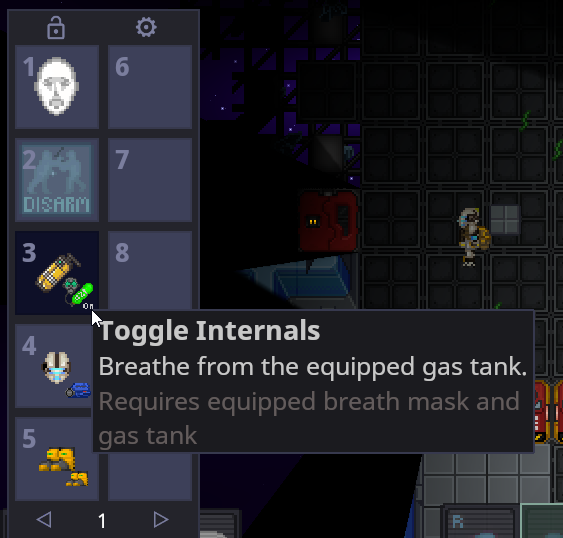 1
6
2
7
DISARM
3
8
On
Toggle Internals
Breathe from the equipped gas tank.
Requires equipped breath mask and
gas tank
4
5
1
R